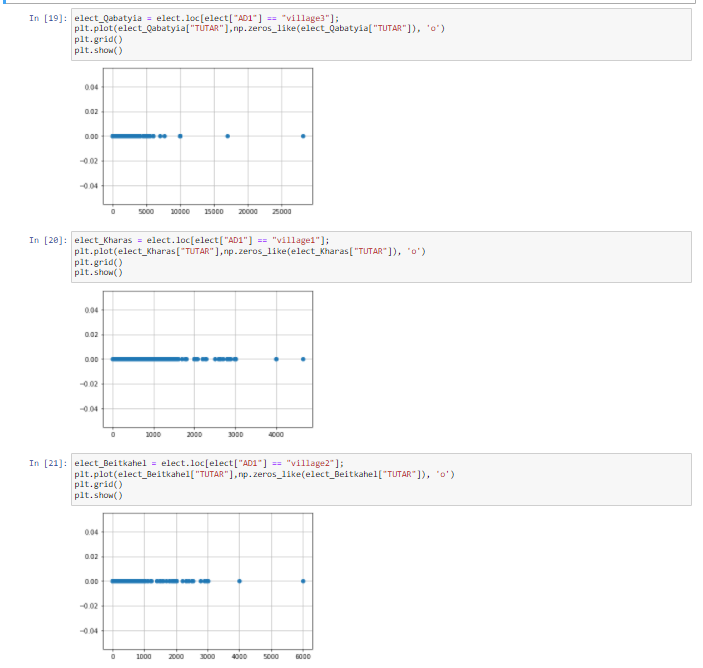 In [19]: elect_Qabatyia = elect.loc[elect["AD1"] == "village3"];
plt.plot(elect_Qabatyia["TUTAR"],np.zeros_like(elect_Qabatyia["TUTAR"]), 'o')
plt.grid()
plt.show()
0.04
0.02
0.00
−0.02
−0.04
0 5000 10000 15000 20000 25000
In [20]: elect_Kharas = elect.loc[elect["AD1"] == "village1"];
plt.plot(elect_Kharas["TUTAR"],np.zeros_like(elect_Kharas["TUTAR"]), 'o')
plt.grid()
plt.show()
0.04
0.02
0.00
−0.02
−0.04
0 1000 2000 3000 4000
In [21]: elect_Beitkahel = elect.loc[elect["AD1"] == "village2"];
plt.plot(elect_Beitkahel["TUTAR"],np.zeros_like(elect_Beitkahel["TUTAR"]), 'o')
plt.grid()
plt.show()
0.04
0.02
0.00
−0.02
−0.04
0 1000 2000 3000 4000 5000 6000